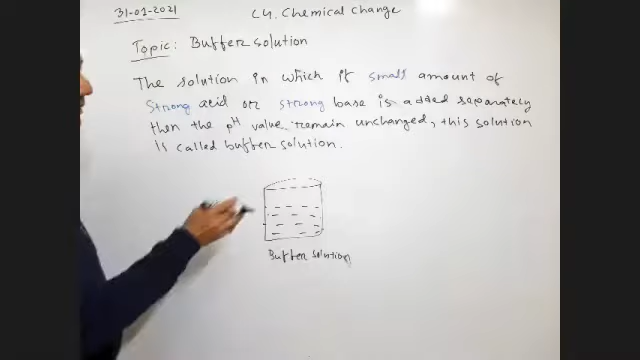 31-01-2021
C4. Chemical Change
Topic: Buffer solution
The solution in which if small amount of
strong acid or strong base is added separately
then the pH value remain unchanged, this solution
is called buffer solution.
Buffer solution